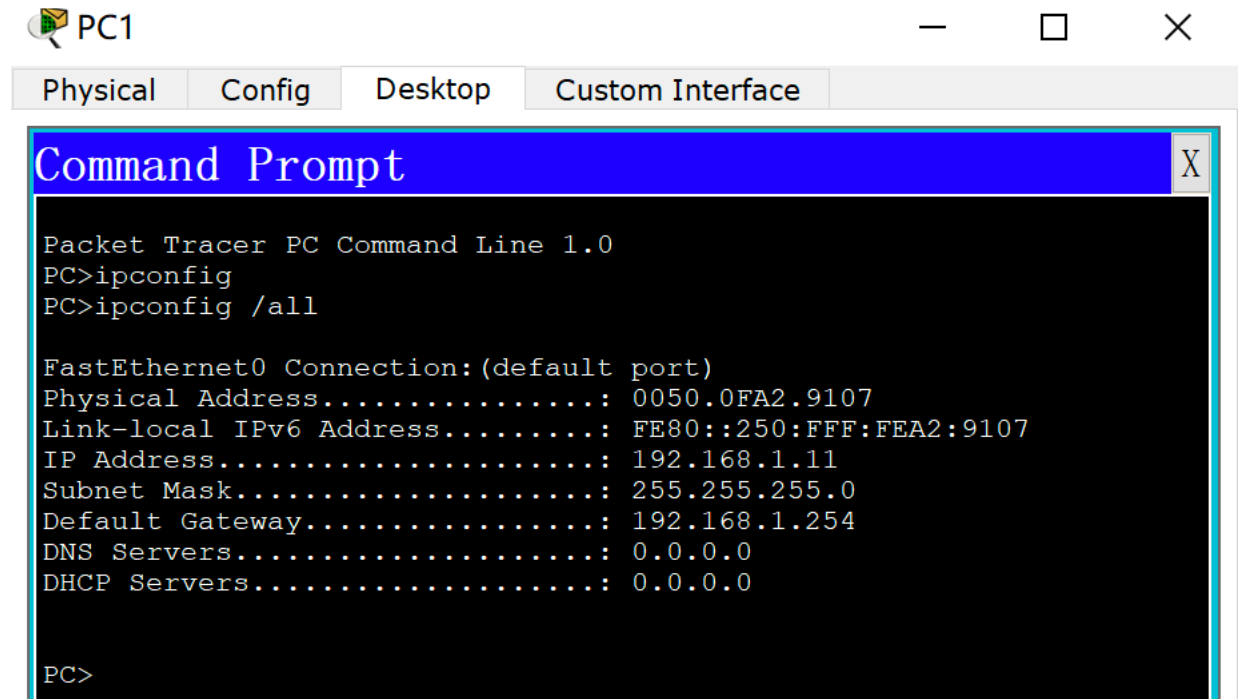 PC1
Physical Config Desktop Custom Interface
Command Prompt X
Packet Tracer PC Command Line 1.0
PC>ipconfig
PC>ipconfig /all
FastEthernet0 Connection:(default port)
Physical Address................: 0050.0FA2.9107
Link-local IPv6 Address.........: FE80::250:FFF:FEA2:9107
IP Address......................: 192.168.1.11
Subnet Mask.....................: 255.255.255.0
Default Gateway.................: 192.168.1.254
DNS Servers.....................: 0.0.0.0
DHCP Servers....................: 0.0.0.0
PC>